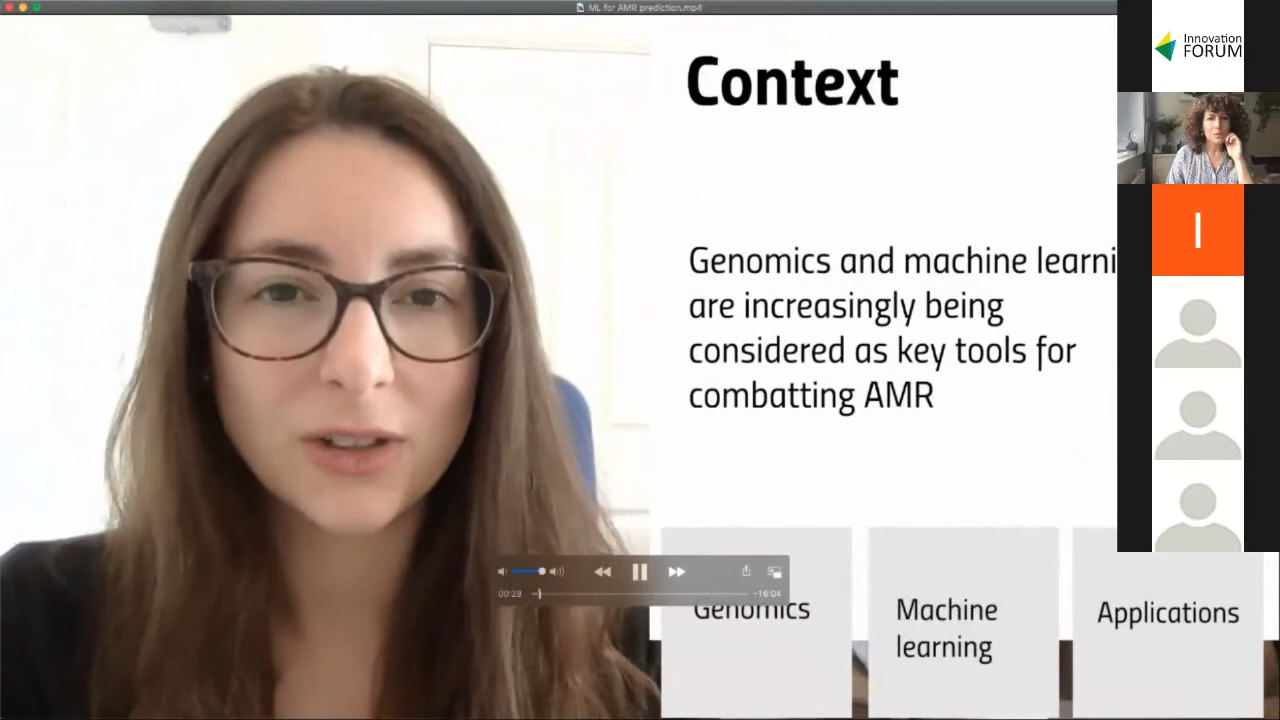 ML for AMR prediction.mp4
Innovation
FORUM
Context
I
Genomics and machine learni
are increasingly being
considered as key tools for
combatting AMR
00:29
-16:04
Genomics
Machine
learning
Applications